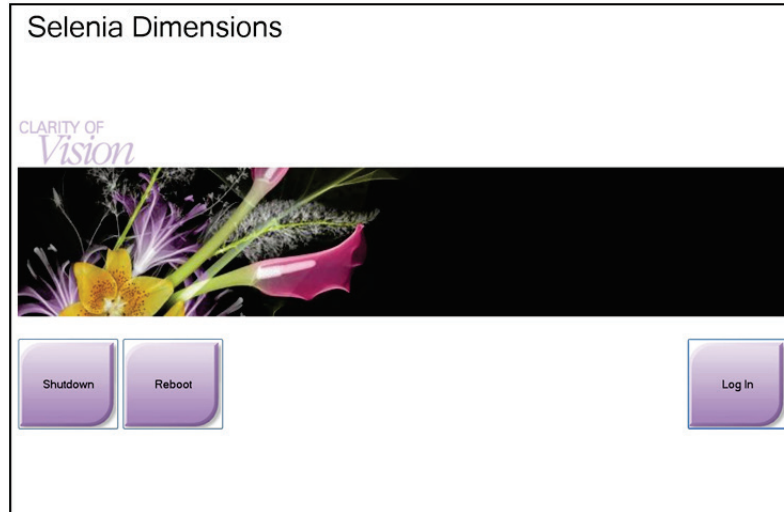 Selenia Dimensions
CLARITY OF
Vision
Shutdown
Reboot
Log In